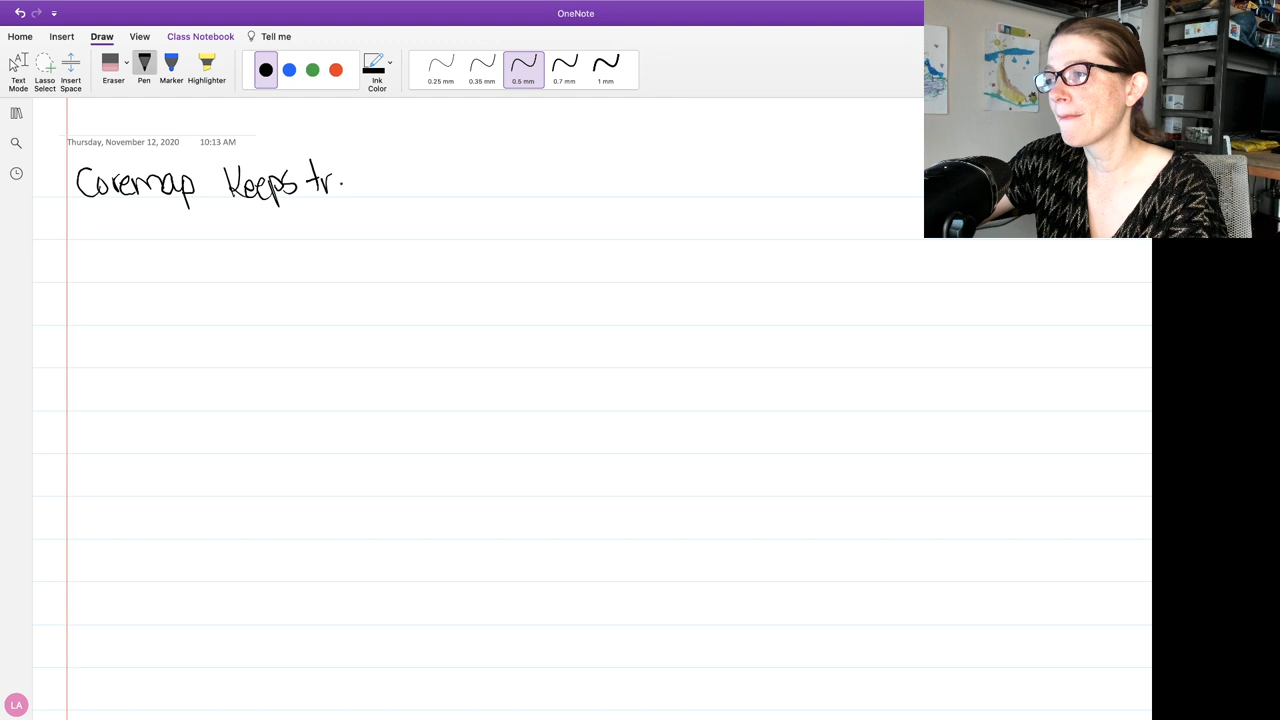 OneNote
Home Insert Draw View Class Notebook Tell me
Text Mode Lasso Select Insert Space Eraser Pen Marker Highlighter Ink Color 0.25 mm 0.35 mm 0.5 mm 0.7 mm 1 mm
Thursday, November 12, 2020 10:13 AM
Coremap Keeps tr.
LA